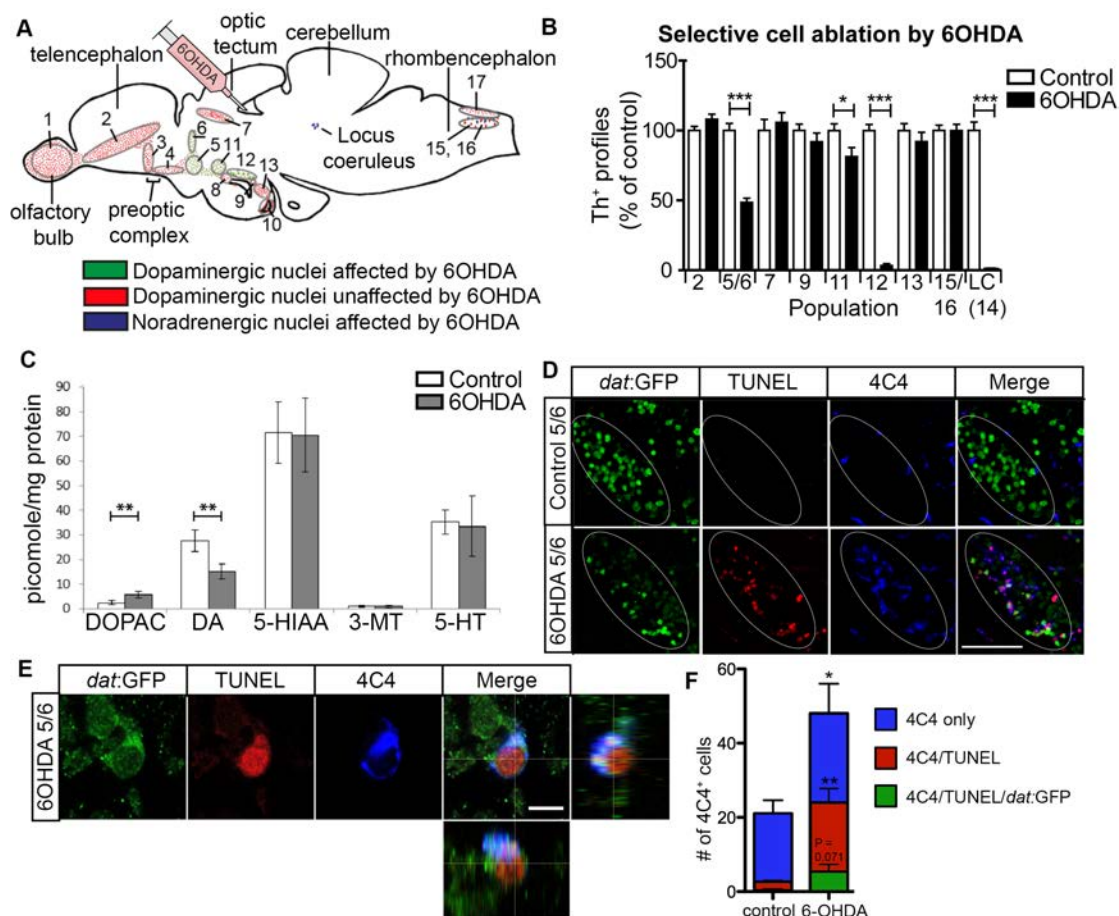 A
telencephalon
6OHDA
optic
tectum
cerebellum
rhombencephalon
1
2
3
4
5
6
7
8
9
10
11
12
13
15, 16
17
Locus
coeruleus
olfactory
bulb
preoptic
complex
Dopaminergic nuclei affected by 6OHDA
Dopaminergic nuclei unaffected by 6OHDA
Noradrenergic nuclei affected by 6OHDA
B
Selective cell ablation by 6OHDA
Control
6OHDA
Th+ profiles
(% of control)
150
100
50
0
*** * *** ***
2 5/6 7 9 11 12 13 15/ LC
16 (14)
Population
C
Control
6OHDA
picomole/mg protein
90
80
70
60
50
40
30
20
10
0
** **
DOPAC DA 5-HIAA 3-MT 5-HT
D
dat:GFP TUNEL 4C4 Merge
Control 5/6
6OHDA 5/6
E
dat:GFP TUNEL 4C4 Merge
6OHDA 5/6
F
# of 4C4+ cells
60
40
20
0
*
**
P =
0.071
control 6-OHDA
4C4 only
4C4/TUNEL
4C4/TUNEL/dat:GFP